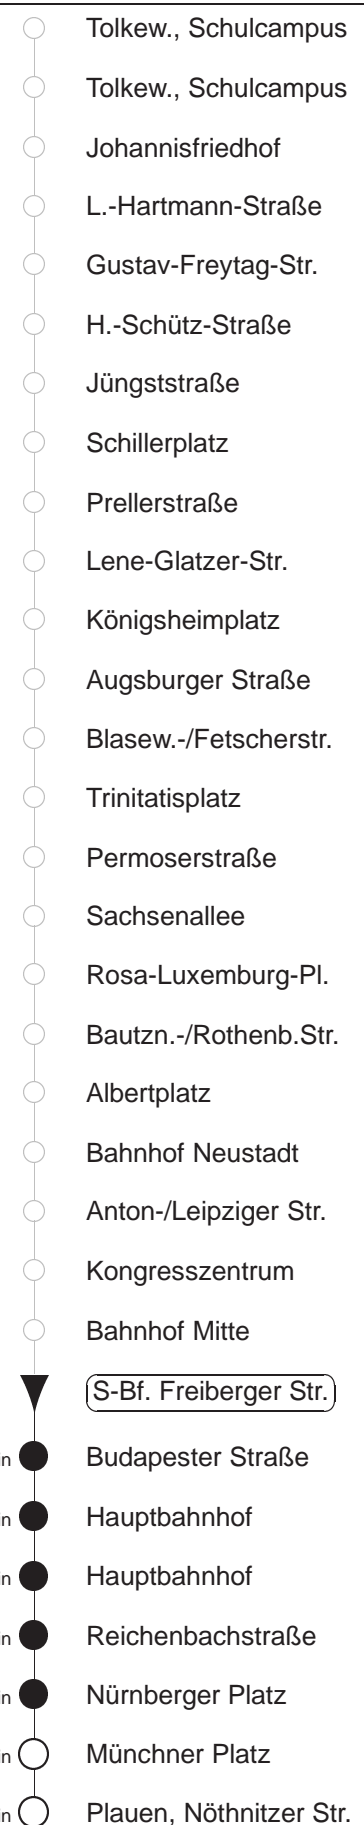 Tolkew., Schulcampus
Tolkew., Schulcampus
Johannisfriedhof
L.-Hartmann-Straße
Gustav-Freytag-Str.
H.-Schütz-Straße
Jüngststraße
Schillerplatz
Prellerstraße
Lene-Glatzer-Str.
Königsheimplatz
Augsburger Straße
Blasew.-/Fetscherstr.
Trinitatisplatz
Permoserstraße
Sachsenallee
Rosa-Luxemburg-Pl.
Bautzn.-/Rothenb.Str.
Albertplatz
Bahnhof Neustadt
Anton-/Leipziger Str.
Kongresszentrum
Bahnhof Mitte
S-Bf. Freiberger Str.
Budapester Straße
Hauptbahnhof
Hauptbahnhof
Reichenbachstraße
Nürnberger Platz
Münchner Platz
Plauen, Nöthnitzer Str.